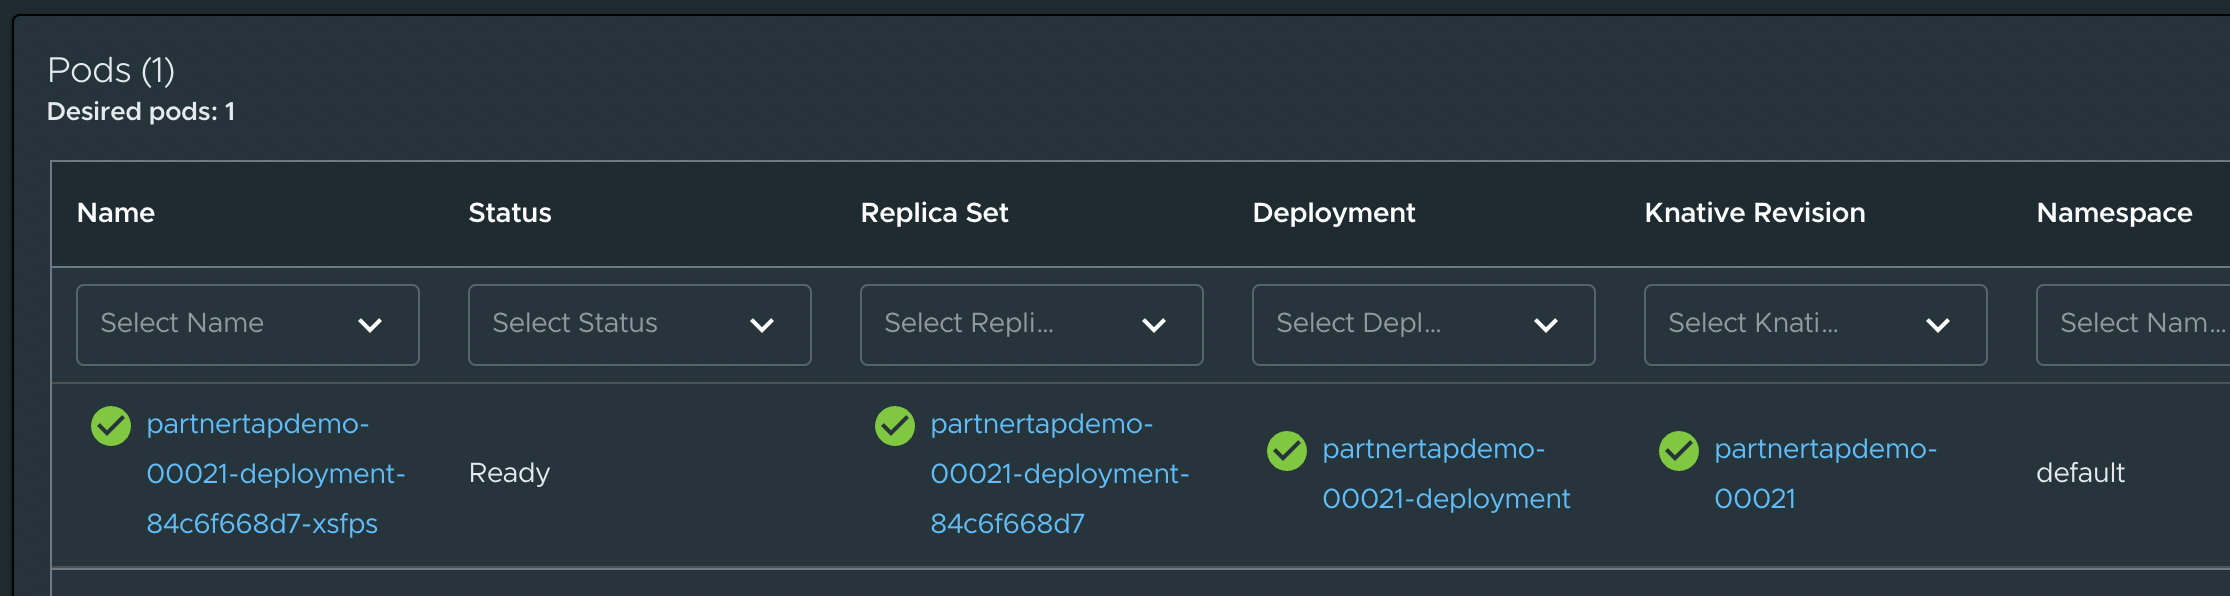 Pods (1)
Desired pods: 1
Name Status Replica Set Deployment Knative Revision Namespace
Select Name Select Status Select Repli... Select Depl... Select Knati... Select Nam...
partnertapdemo-
00021-deployment-
84c6f668d7-xsfps
Ready
partnertapdemo-
00021-deployment-
84c6f668d7
partnertapdemo-
00021-deployment
partnertapdemo-
00021
default